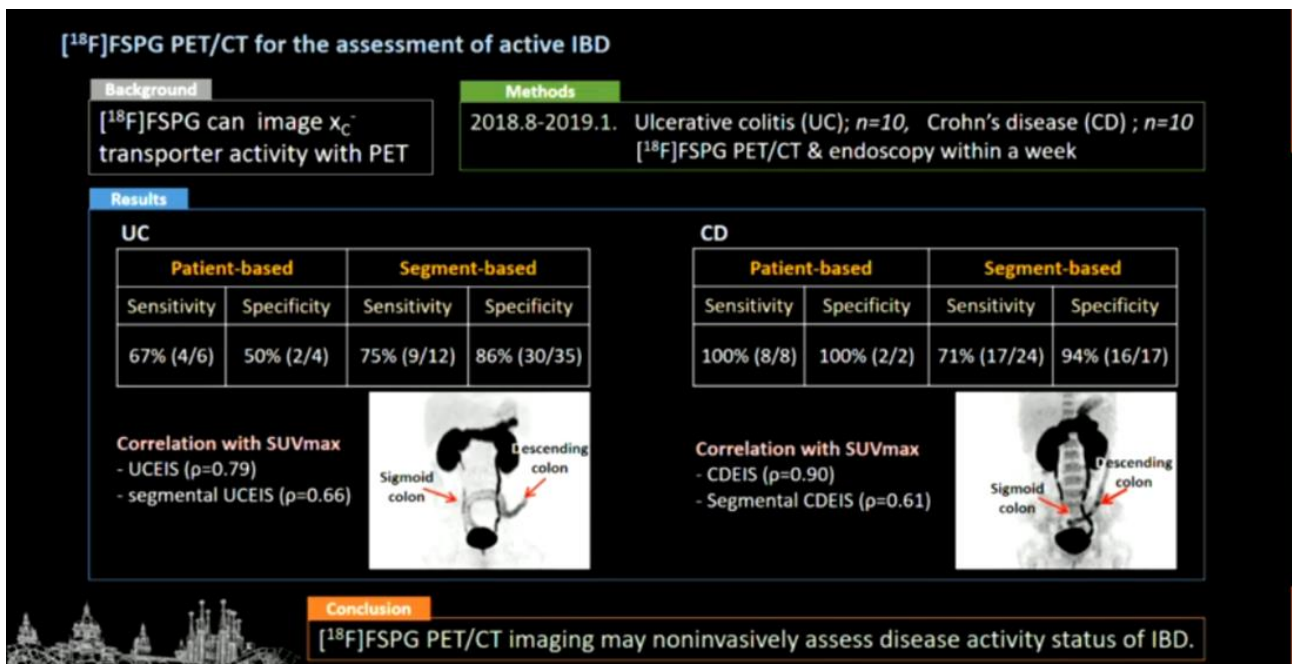 [¹⁸F]FSPG PET/CT for the assessment of active IBD
Background
[¹⁸F]FSPG can image x_C⁻
transporter activity with PET
Methods
2018.8-2019.1. Ulcerative colitis (UC); n=10, Crohn's disease (CD) ; n=10
[¹⁸F]FSPG PET/CT & endoscopy within a week
Results
UC
Patient-based Segment-based
Sensitivity Specificity Sensitivity Specificity
67% (4/6) 50% (2/4) 75% (9/12) 86% (30/35)
Correlation with SUVmax
- UCEIS (ρ=0.79)
- segmental UCEIS (ρ=0.66)
Sigmoid
colon
Descending
colon
CD
Patient-based Segment-based
Sensitivity Specificity Sensitivity Specificity
100% (8/8) 100% (2/2) 71% (17/24) 94% (16/17)
Correlation with SUVmax
- CDEIS (ρ=0.90)
- Segmental CDEIS (ρ=0.61)
Sigmoid
colon
Descending
colon
Conclusion
[¹⁸F]FSPG PET/CT imaging may noninvasively assess disease activity status of IBD.